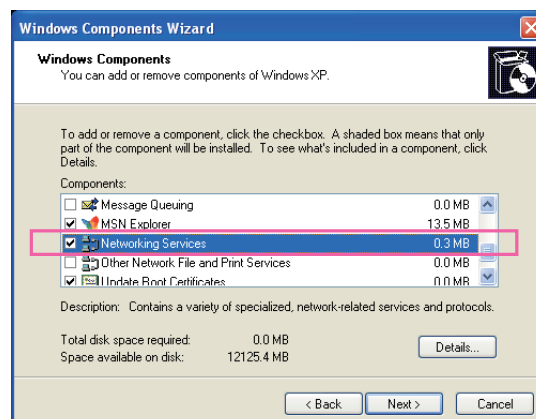 Windows Components Wizard
Windows Components
You can add or remove components of Windows XP.
To add or remove a component, click the checkbox. A shaded box means that only
part of the component will be installed. To see what's included in a component, click
Details.
Components:
Message Queuing 0.0 MB
MSN Explorer 13.5 MB
Networking Services 0.3 MB
Other Network File and Print Services 0.0 MB
Update Root Certificates 0.0 MB
Description: Contains a variety of specialized, network-related services and protocols.
Total disk space required: 0.0 MB
Space available on disk: 12125.4 MB
Details...
< Back Next > Cancel